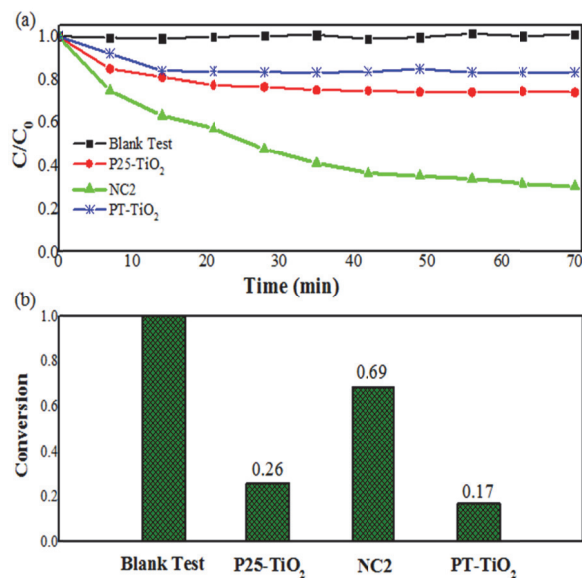 (a)
1.0
0.8
0.6
0.4
0.2
0.0
C/C₀
Blank Test
P25-TiO₂
NC2
PT-TiO₂
0 10 20 30 40 50 60 70
Time (min)
(b)
1.0
0.8
0.6
0.4
0.2
0.0
Conversion
0.26
0.69
0.17
Blank Test P25-TiO₂ NC2 PT-TiO₂